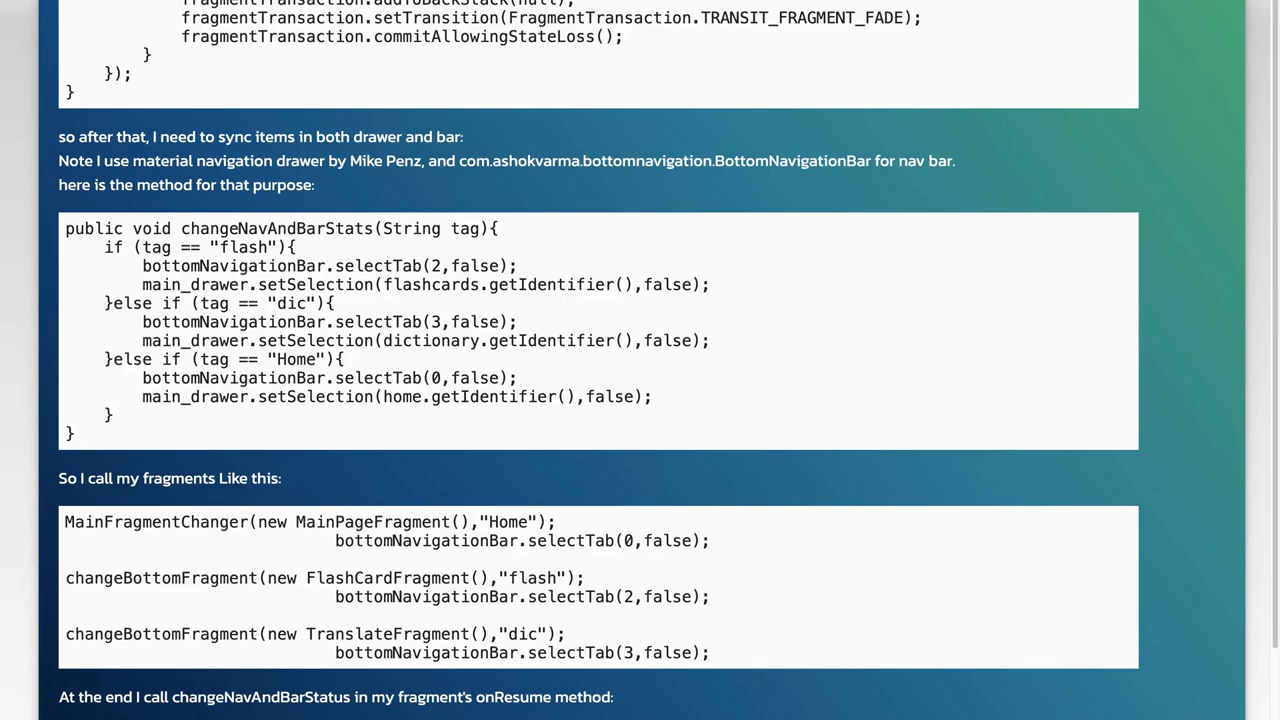 fragmentTransaction.addToBackStack(null);
fragmentTransaction.setTransition(FragmentTransaction.TRANSIT_FRAGMENT_FADE);
fragmentTransaction.commitAllowingStateLoss();
}
});
}
so after that, I need to sync items in both drawer and bar:
Note I use material navigation drawer by Mike Penz, and com.ashokvarma.bottomnavigation.BottomNavigationBar for nav bar.
here is the method for that purpose:
public void changeNavAndBarStats(String tag){
if (tag == "flash"){
bottomNavigationBar.selectTab(2,false);
main_drawer.setSelection(flashcards.getIdentifier(),false);
}else if (tag == "dic"){
bottomNavigationBar.selectTab(3,false);
main_drawer.setSelection(dictionary.getIdentifier(),false);
}else if (tag == "Home"){
bottomNavigationBar.selectTab(0,false);
main_drawer.setSelection(home.getIdentifier(),false);
}
}
So I call my fragments Like this:
MainFragmentChanger(new MainPageFragment(),"Home");
bottomNavigationBar.selectTab(0,false);
changeBottomFragment(new FlashCardFragment(),"flash");
bottomNavigationBar.selectTab(2,false);
changeBottomFragment(new TranslateFragment(),"dic");
bottomNavigationBar.selectTab(3,false);
At the end I call changeNavAndBarStatus in my fragment's onResume method: